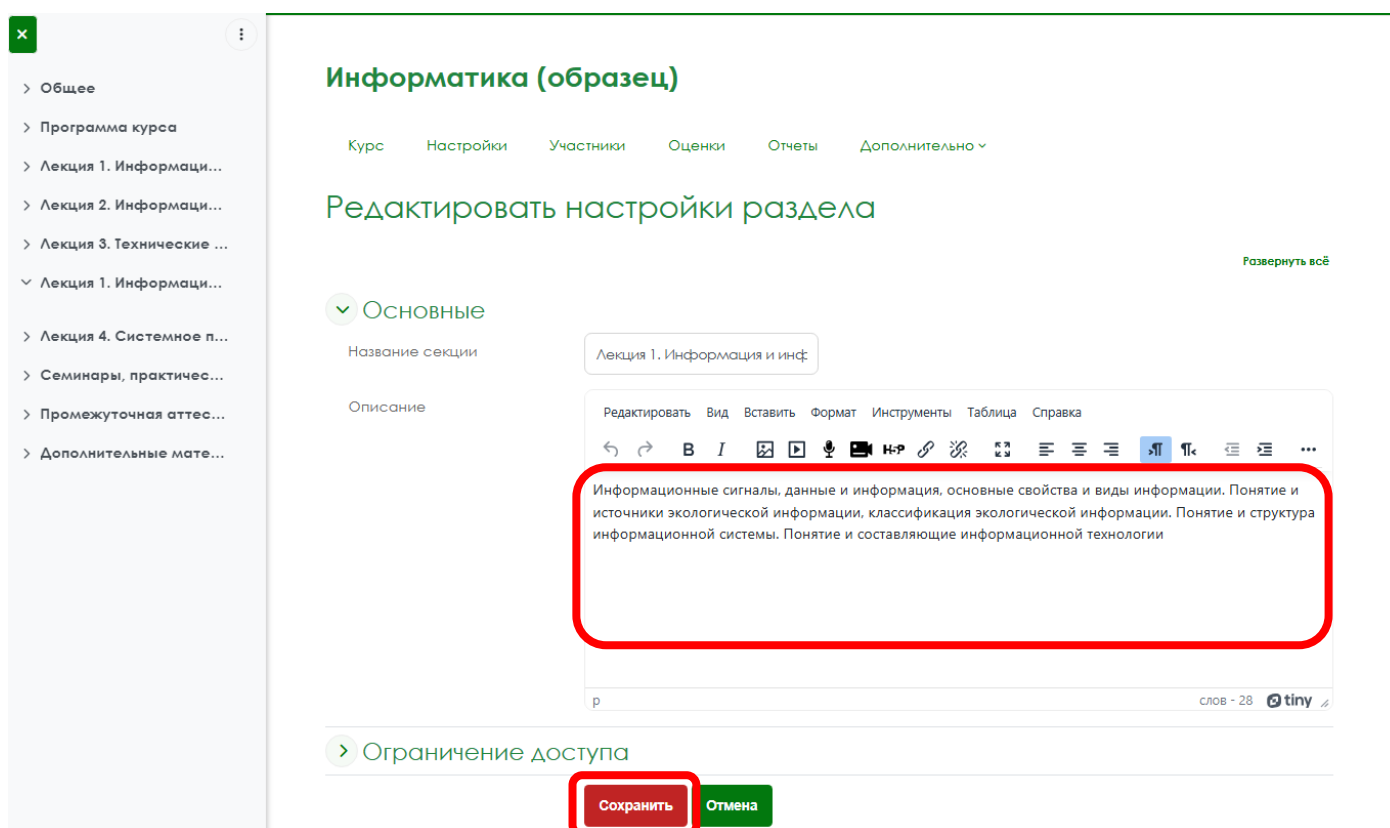 Общее
Программа курса
Лекция 1. Информаци...
Лекция 2. Информаци...
Лекция 3. Технические ...
Лекция 1. Информаци...
Лекция 4. Системное п...
Семинары, практичес...
Промежуточная аттес...
Дополнительные мате...
Информатика (образец)
Курс Настройки Участники Оценки Отчеты Дополнительно
Редактировать настройки раздела
Развернуть всё
Основные
Название секции
Лекция 1. Информация и инф
Описание
Редактировать Вид Вставить Формат Инструменты Таблица Справка
B I H-P
Информационные сигналы, данные и информация, основные свойства и виды информации. Понятие и
источники экологической информации, классификация экологической информации. Понятие и структура
информационной системы. Понятие и составляющие информационной технологии
p
слов - 28 tiny
Ограничение доступа
Сохранить Отмена